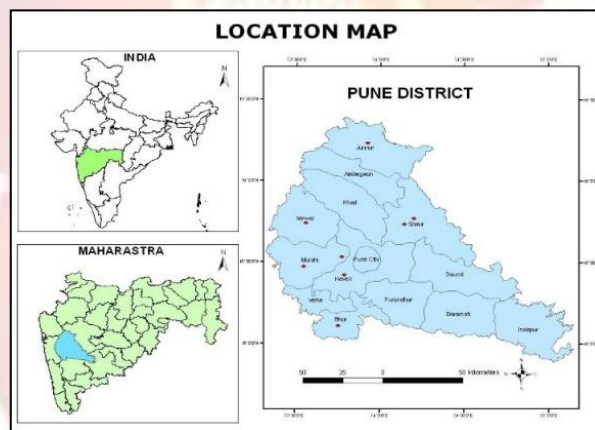 LOCATION MAP
INDIA
N
MAHARASTRA
N
PUNE DISTRICT
Junnar
Ambegaon
Khed
Maval
Shirur
Mulshi
Pune City
Haveli
Daund
Velhe
Purandhar
Baramati
Indapur
Bhor
50 25 0 50 Kilometers